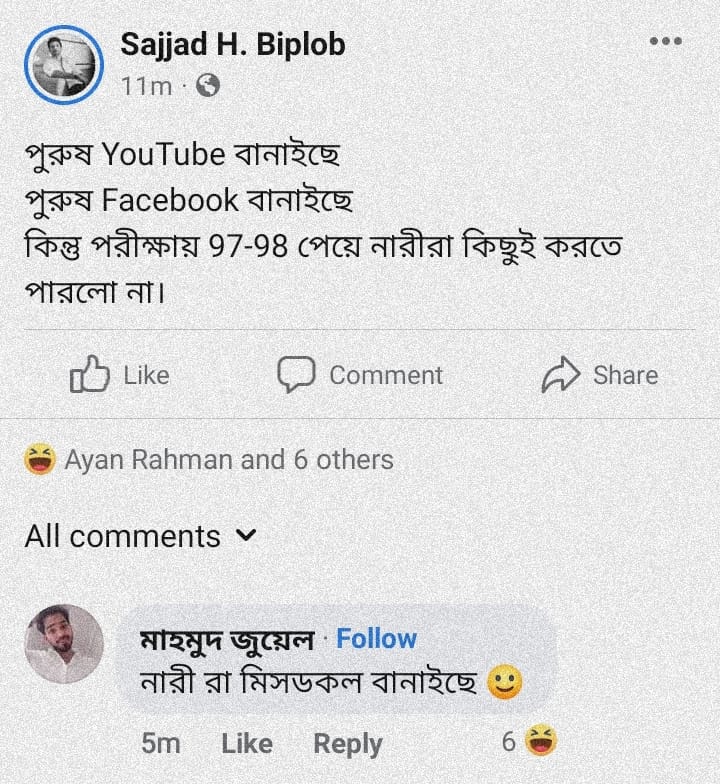 Sajjad H. Biplob
11m ·
পুরুষ YouTube বানাইছে
পুরুষ Facebook বানাইছে
কিন্তু পরীক্ষায় 97-98 পেয়ে নারীরা কিছুই করতে
পারলো না।
Like Comment Share
Ayan Rahman and 6 others
All comments
মাহমুদ জুয়েল · Follow
নারী রা মিসডকল বানাইছে 🙂
5m Like Reply 6